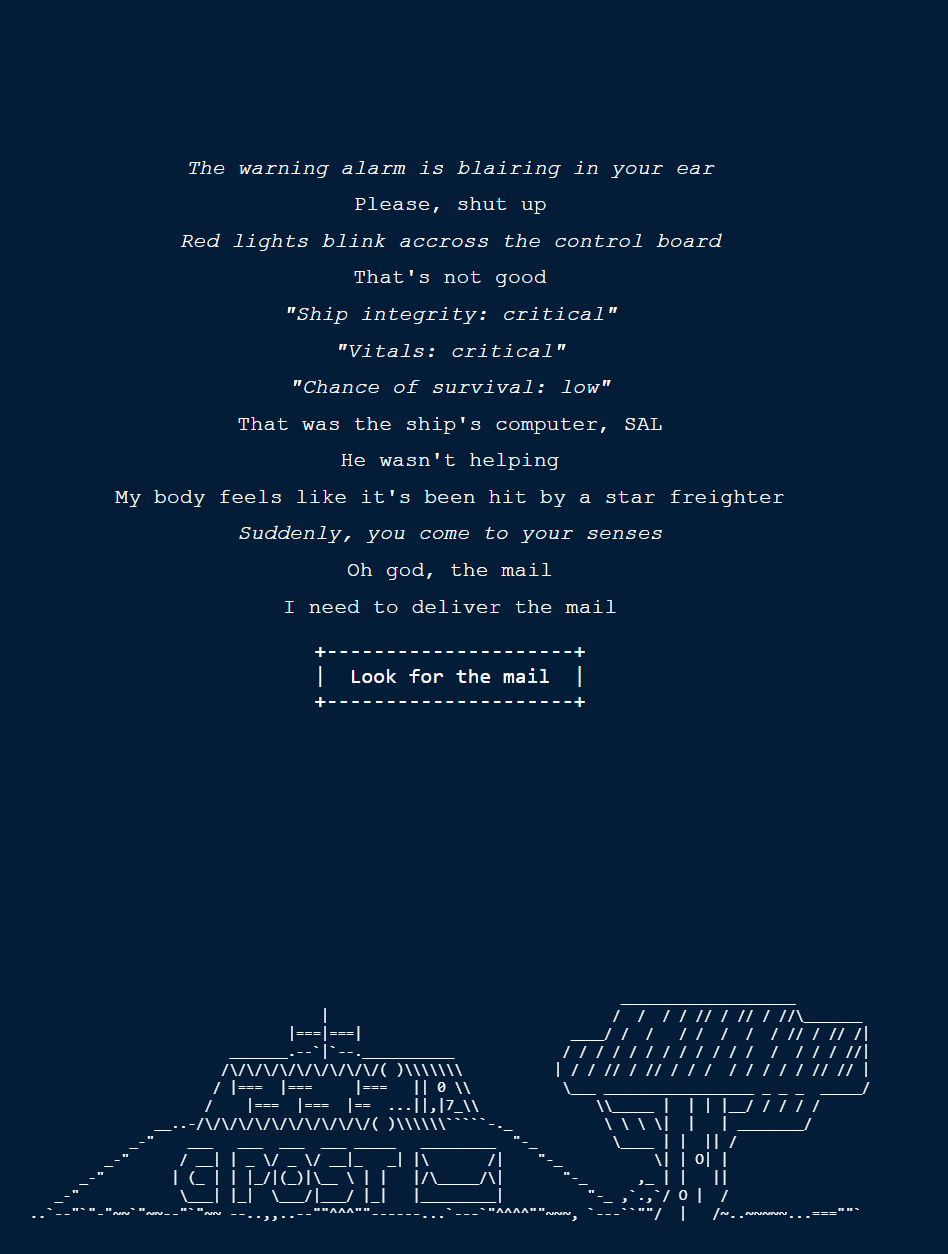 The warning alarm is blairing in your ear
Please, shut up
Red lights blink accross the control board
That's not good
"Ship integrity: critical"
"Vitals: critical"
"Chance of survival: low"
That was the ship's computer, SAL
He wasn't helping
My body feels like it's been hit by a star freighter
Suddenly, you come to your senses
Oh god, the mail
I need to deliver the mail
Look for the mail